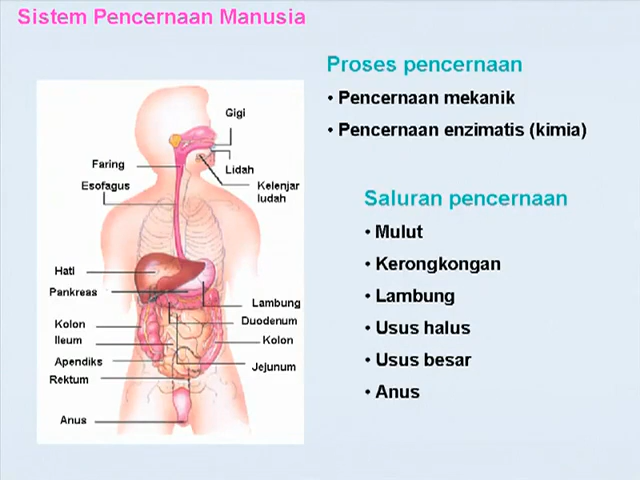 Sistem Pencernaan Manusia
Proses pencernaan
• Pencernaan mekanik
• Pencernaan enzimatis (kimia)
Saluran pencernaan
• Mulut
• Kerongkongan
• Lambung
• Usus halus
• Usus besar
• Anus
Gigi
Faring
Lidah
Esofagus
Kelenjar
ludah
Hati
Pankreas
Lambung
Kolon
Duodenum
Ileum
Kolon
Apendiks
Jejunum
Rektum
Anus